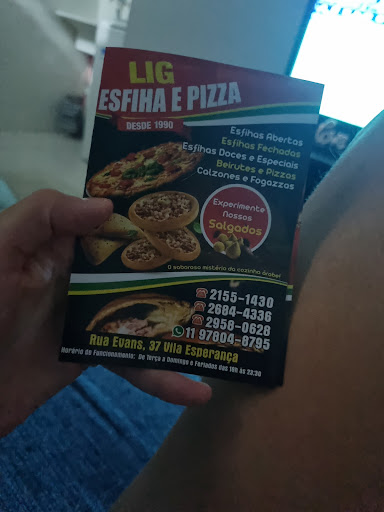 LIG
ESFIHA E PIZZA
DESDE 1990
Esfihas Abertas
Esfihas Fechadas
Esfihas Doces e Especiais
Beirutes e Pizzas
Calzones e Fogazzas
Experimente
Nossos
Salgados
O saboroso mistério da cozinha árabe!
2155-1430
2684-4336
2958-0628
11 97804-8795
Rua Evans, 37 Vila Esperança
Horário de Funcionamento: De Terça a Domingo e Feriados das 18h às 23:30